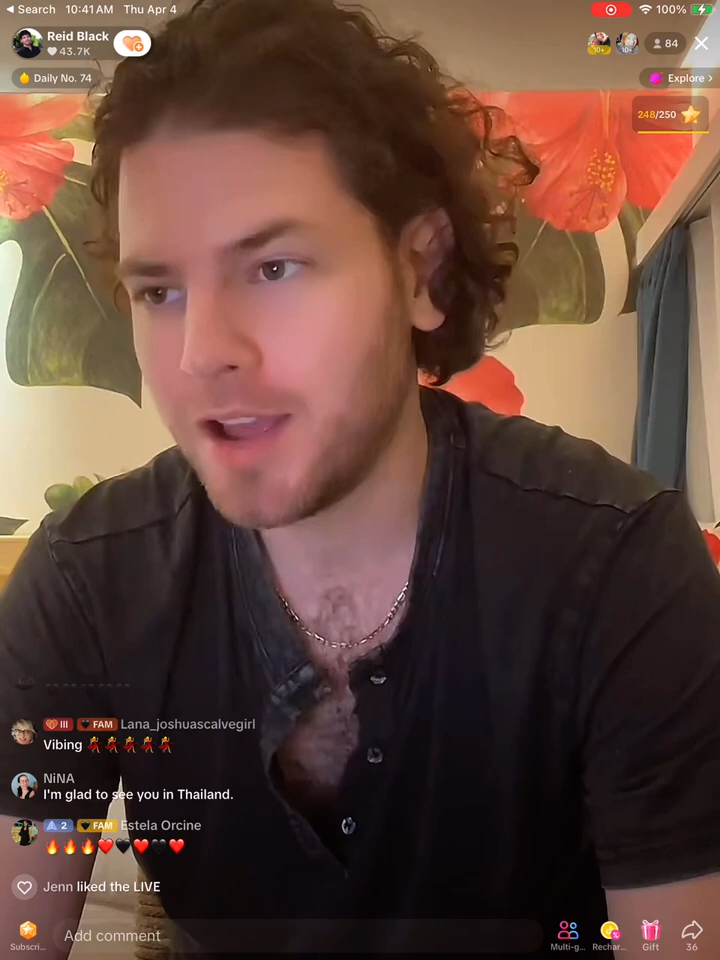 Search 10:41 AM Thu Apr 4 100%
Reid Black
43.7K
10+ 10+ 84
Daily No. 74
Explore
248/250
III FAM Lana_joshuascalvegirl
Vibing
NiNA
I'm glad to see you in Thailand.
2 FAM Estela Orcine
Jenn liked the LIVE
Add comment
Subscri...
Multi-g...
Rechar...
Gift
36